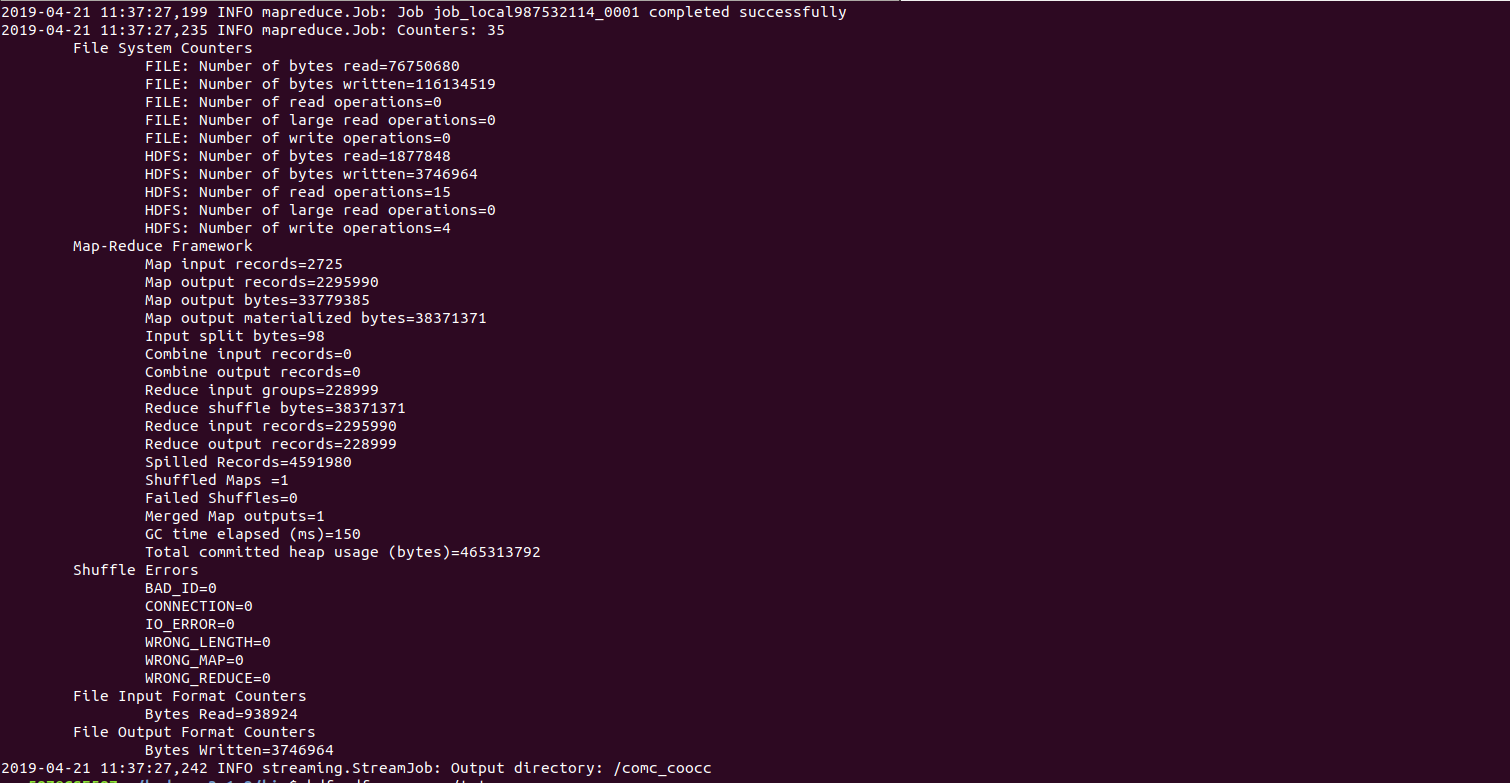 2019-04-21 11:37:27,199 INFO mapreduce.Job: Job job_local987532114_0001 completed successfully
2019-04-21 11:37:27,235 INFO mapreduce.Job: Counters: 35
File System Counters
FILE: Number of bytes read=76750680
FILE: Number of bytes written=116134519
FILE: Number of read operations=0
FILE: Number of large read operations=0
FILE: Number of write operations=0
HDFS: Number of bytes read=1877848
HDFS: Number of bytes written=3746964
HDFS: Number of read operations=15
HDFS: Number of large read operations=0
HDFS: Number of write operations=4
Map-Reduce Framework
Map input records=2725
Map output records=2295990
Map output bytes=33779385
Map output materialized bytes=38371371
Input split bytes=98
Combine input records=0
Combine output records=0
Reduce input groups=228999
Reduce shuffle bytes=38371371
Reduce input records=2295990
Reduce output records=228999
Spilled Records=4591980
Shuffled Maps =1
Failed Shuffles=0
Merged Map outputs=1
GC time elapsed (ms)=150
Total committed heap usage (bytes)=465313792
Shuffle Errors
BAD_ID=0
CONNECTION=0
IO_ERROR=0
WRONG_LENGTH=0
WRONG_MAP=0
WRONG_REDUCE=0
File Input Format Counters
Bytes Read=938924
File Output Format Counters
Bytes Written=3746964
2019-04-21 11:37:27,242 INFO streaming.StreamJob: Output directory: /comc_coocc